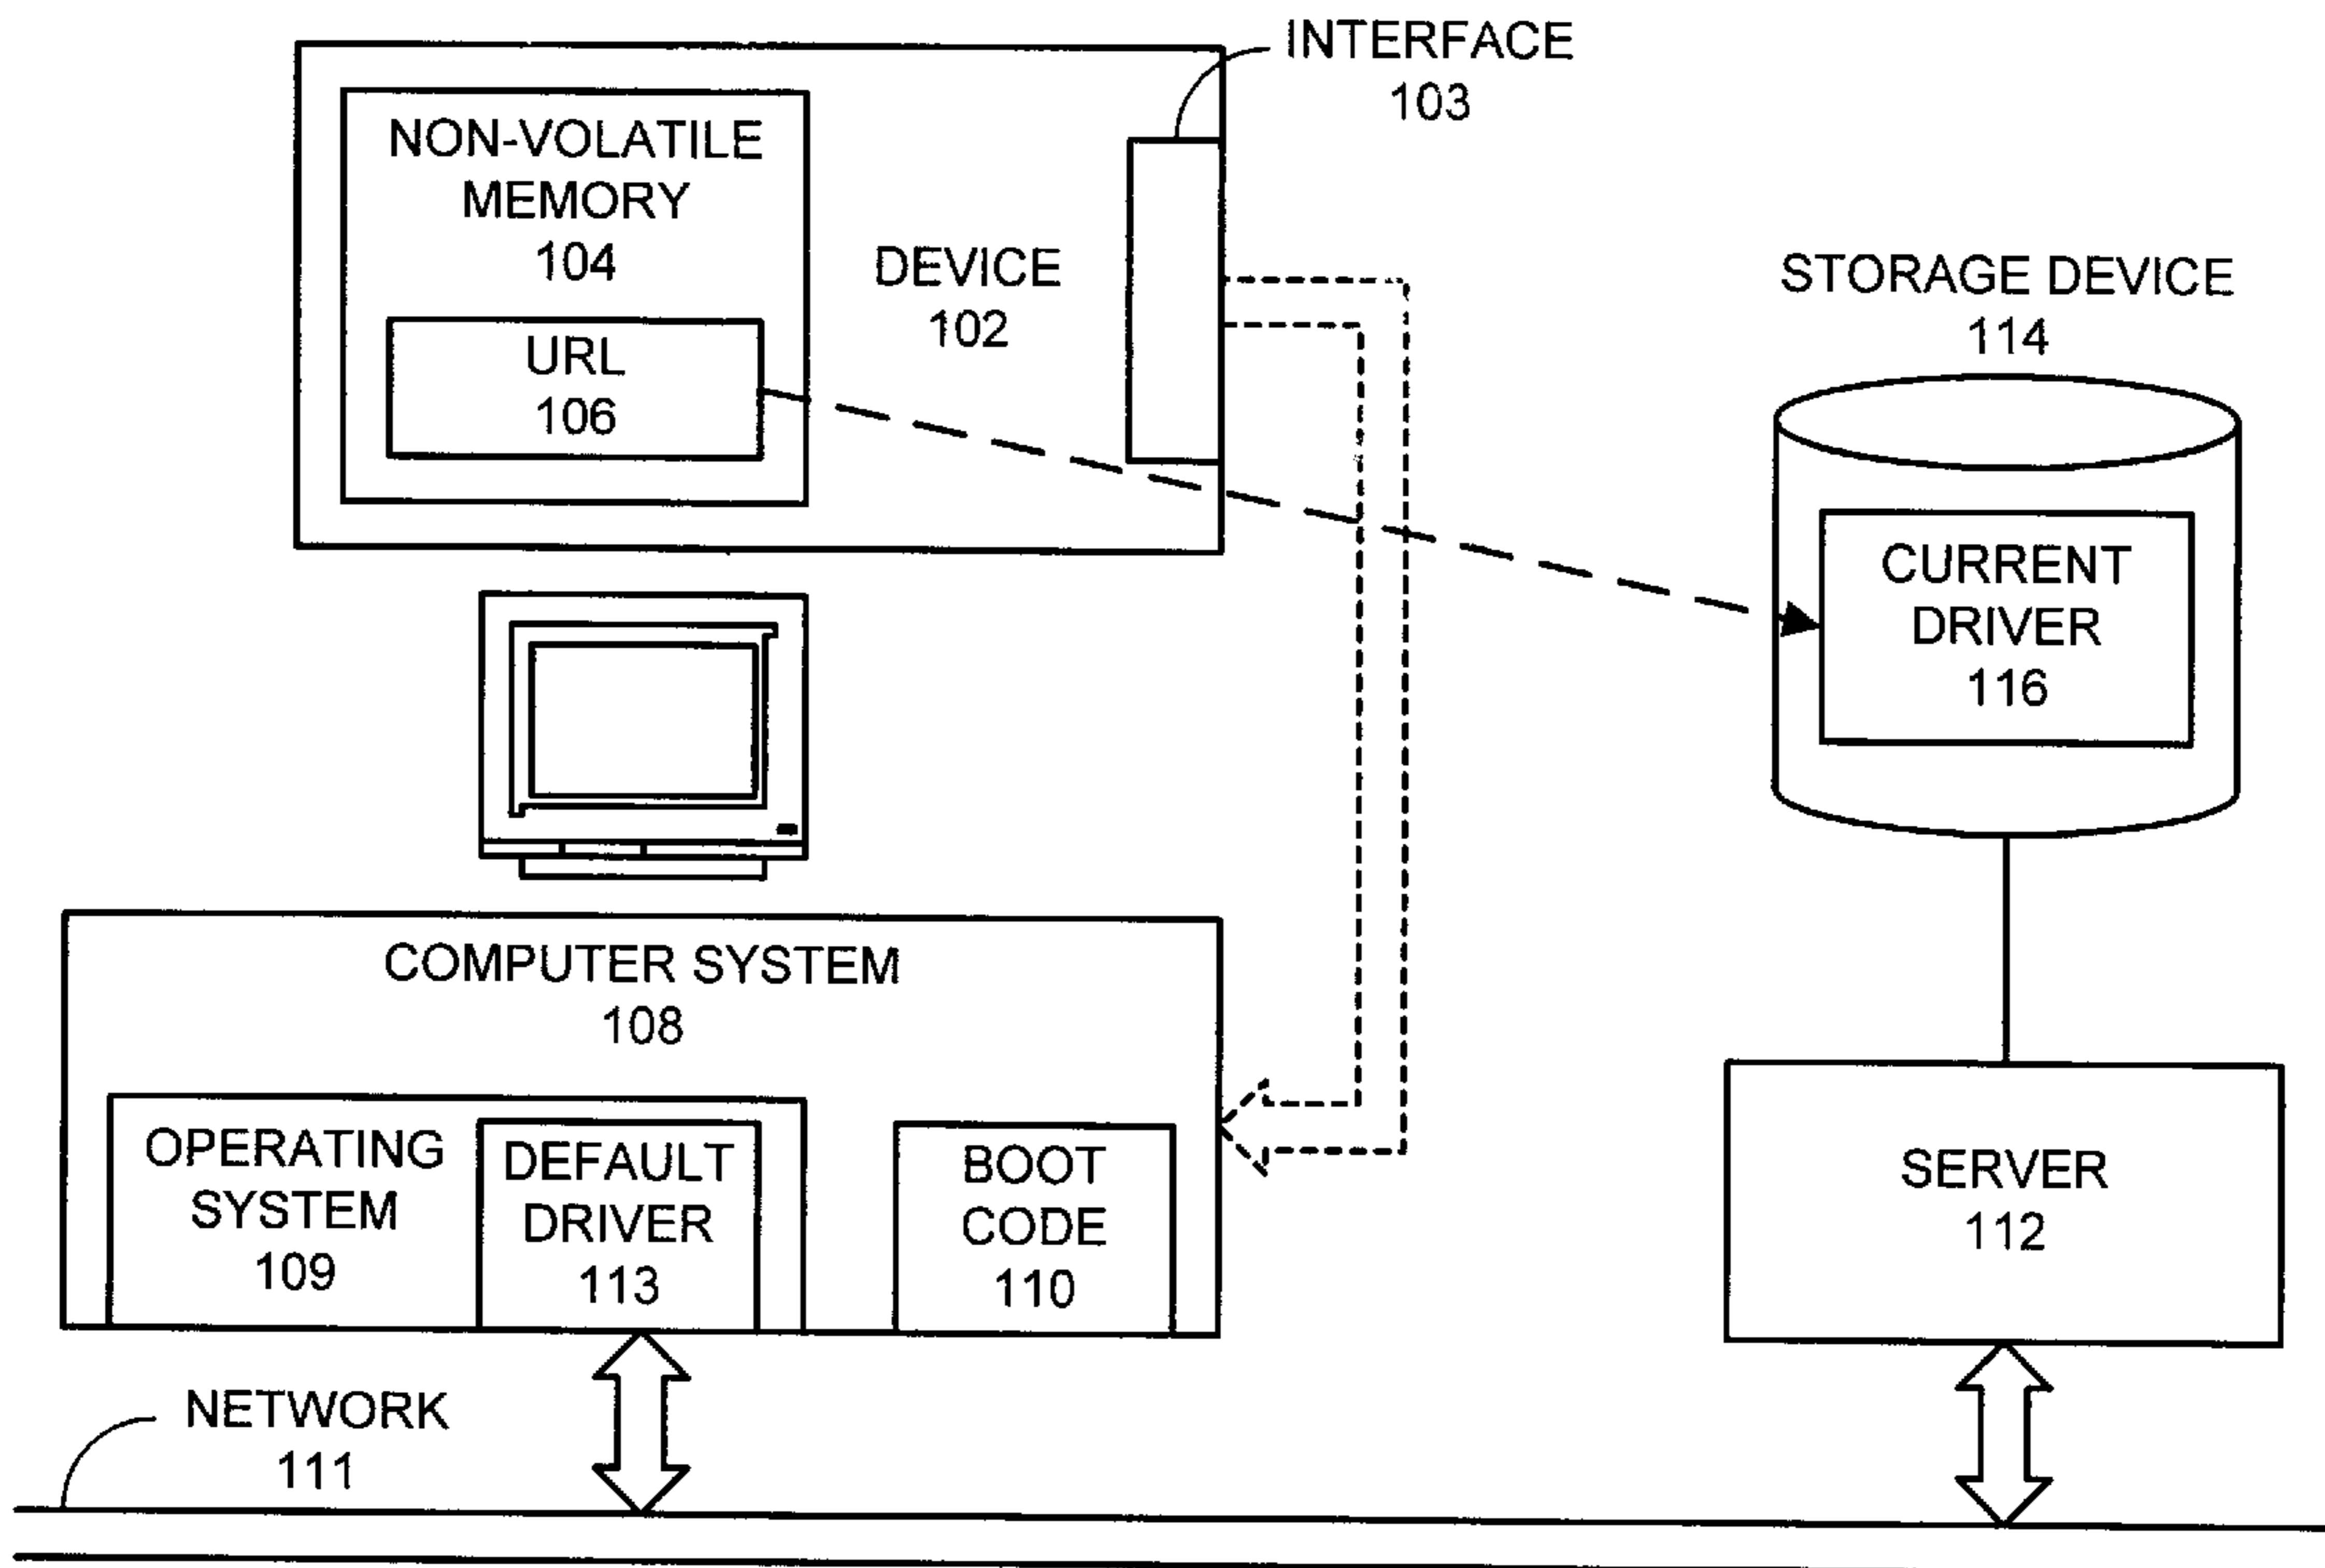 INTERFACE
103
NON-VOLATILE
MEMORY
104
DEVICE
102
URL
106
STORAGE DEVICE
114
CURRENT
DRIVER
116
COMPUTER SYSTEM
108
OPERATING
SYSTEM
109
DEFAULT
DRIVER
113
BOOT
CODE
110
SERVER
112
NETWORK
111